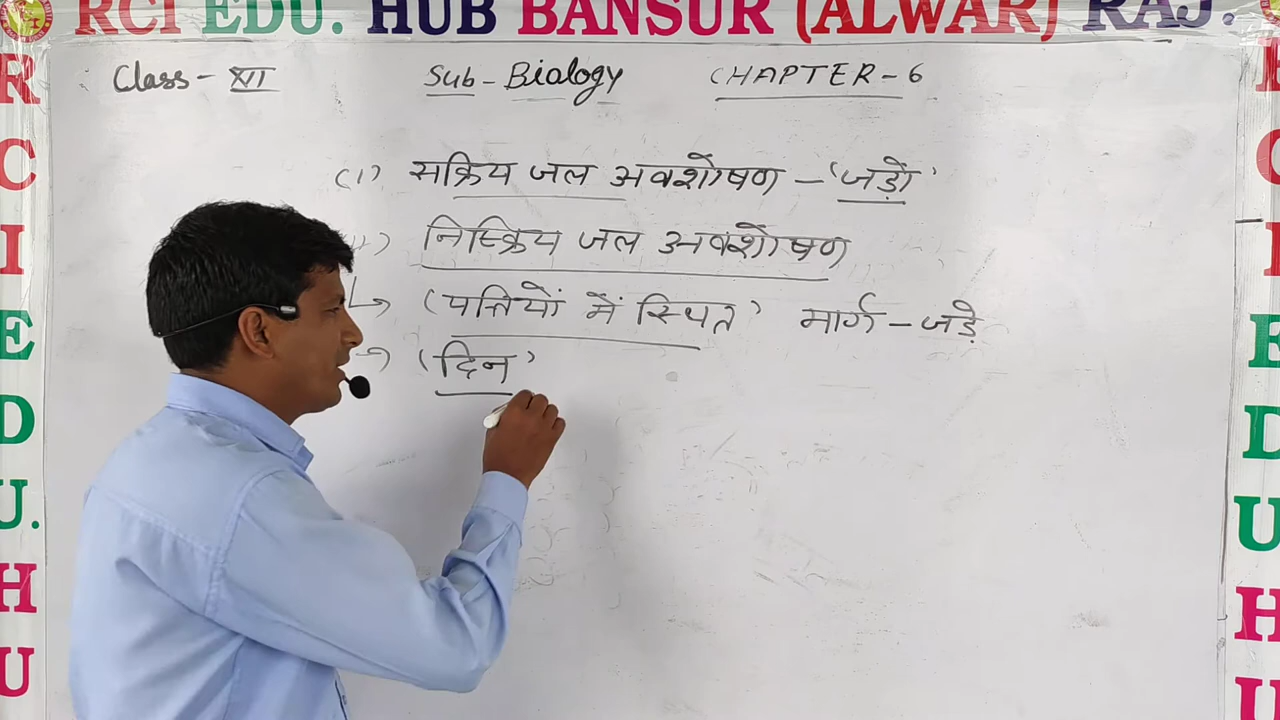 RCI EDU. HUB BANSUR (ALWAR) RAJ.
Class - XII Sub - Biology CHAPTER - 6
(i) सक्रिय जल अवशोषण - 'जड़ो'
निष्क्रिय जल अवशोषण
↳ (पत्तियों में स्थित) मार्ग - जड़े
→ (दिन)
R
C
I
E
D
U.
H
U
R
C
I
E
D
U
H
U